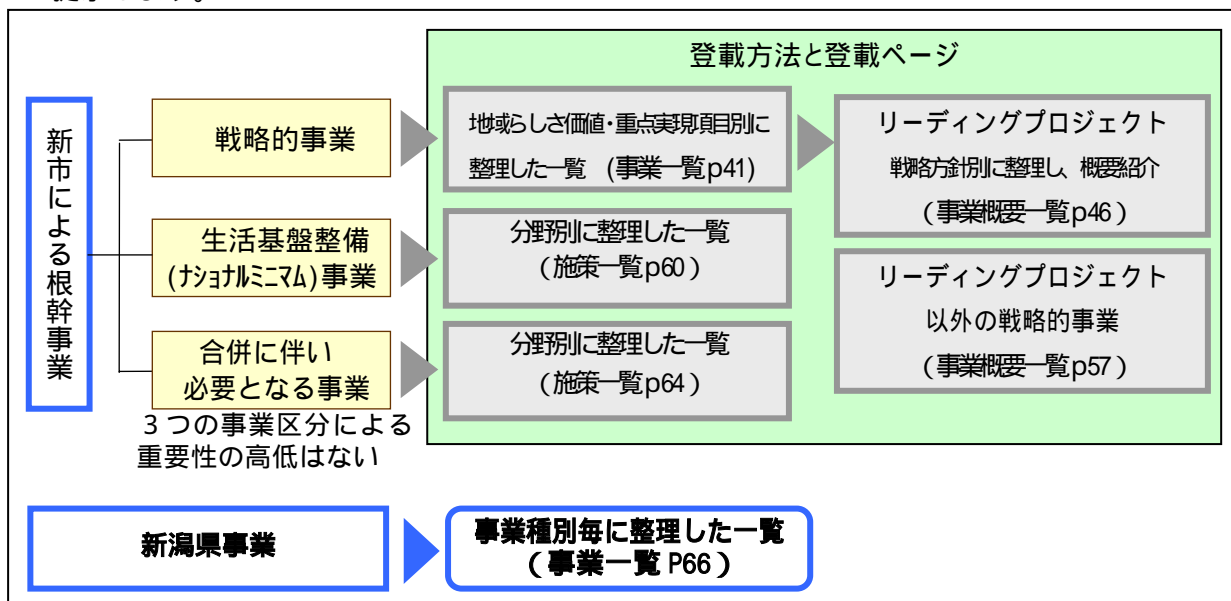 登載方法と登載ページ
新市による根幹事業
戦略的事業
地域らしさ価値・重点実現項目別に
整理した一覧 (事業一覧p41)
リーディングプロジェクト
戦略方針別に整理し、概要紹介
(事業概要一覧p46)
生活基盤整備
(ナショナルミニマム)事業
分野別に整理した一覧
(施策一覧p60)
リーディングプロジェクト
以外の戦略的事業
(事業概要一覧p57)
合併に伴い
必要となる事業
分野別に整理した一覧
(施策一覧p64)
3つの事業区分による
重要性の高低はない
新潟県事業
事業種別毎に整理した一覧
(事業一覧 P66)